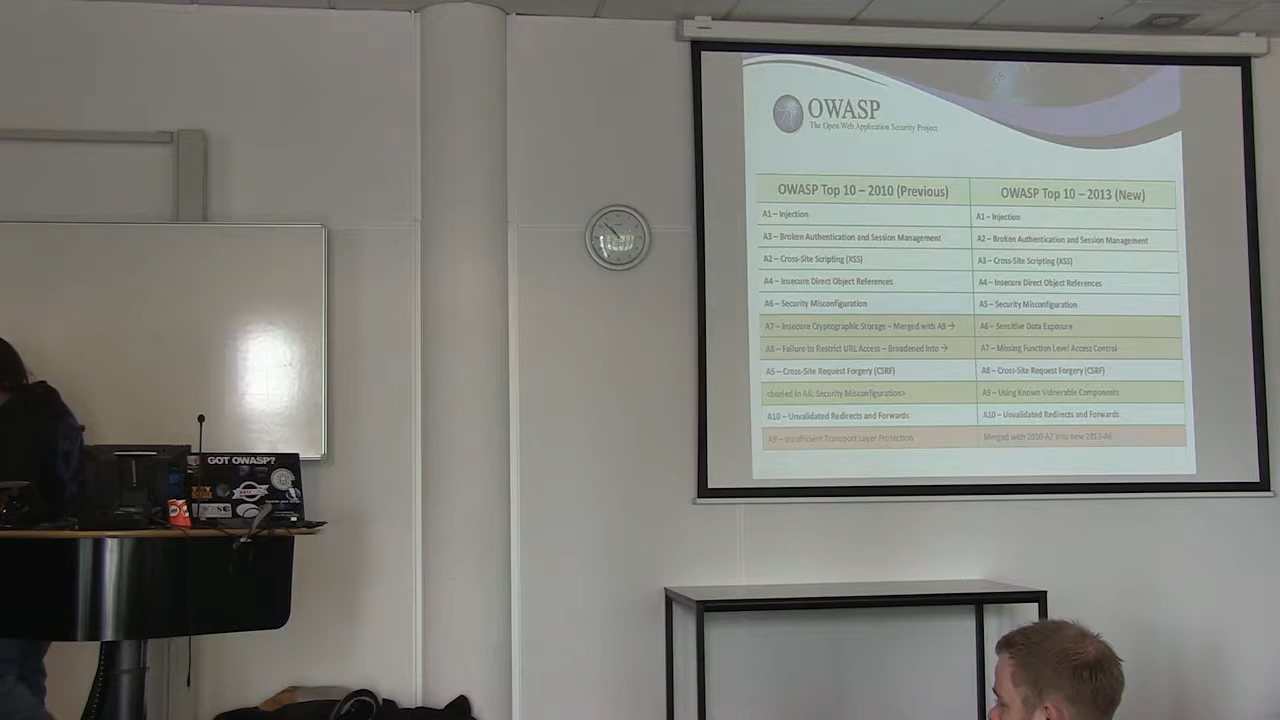 OWASP
The Open Web Application Security Project
OWASP Top 10 – 2010 (Previous)
OWASP Top 10 – 2013 (New)
A1 – Injection
A1 – Injection
A3 – Broken Authentication and Session Management
A2 – Broken Authentication and Session Management
A2 – Cross-Site Scripting (XSS)
A3 – Cross-Site Scripting (XSS)
A4 – Insecure Direct Object References
A4 – Insecure Direct Object References
A6 – Security Misconfiguration
A5 – Security Misconfiguration
A7 – Insecure Cryptographic Storage – Merged with A9 →
A6 – Sensitive Data Exposure
A8 – Failure to Restrict URL Access – Broadened into →
A7 – Missing Function Level Access Control
A5 – Cross-Site Request Forgery (CSRF)
A8 – Cross-Site Request Forgery (CSRF)
<buried in A6: Security Misconfiguration>
A9 – Using Known Vulnerable Components
A10 – Unvalidated Redirects and Forwards
A10 – Unvalidated Redirects and Forwards
A9 – Insufficient Transport Layer Protection
Merged with 2010-A7 into new 2013-A6
GOT OWASP?